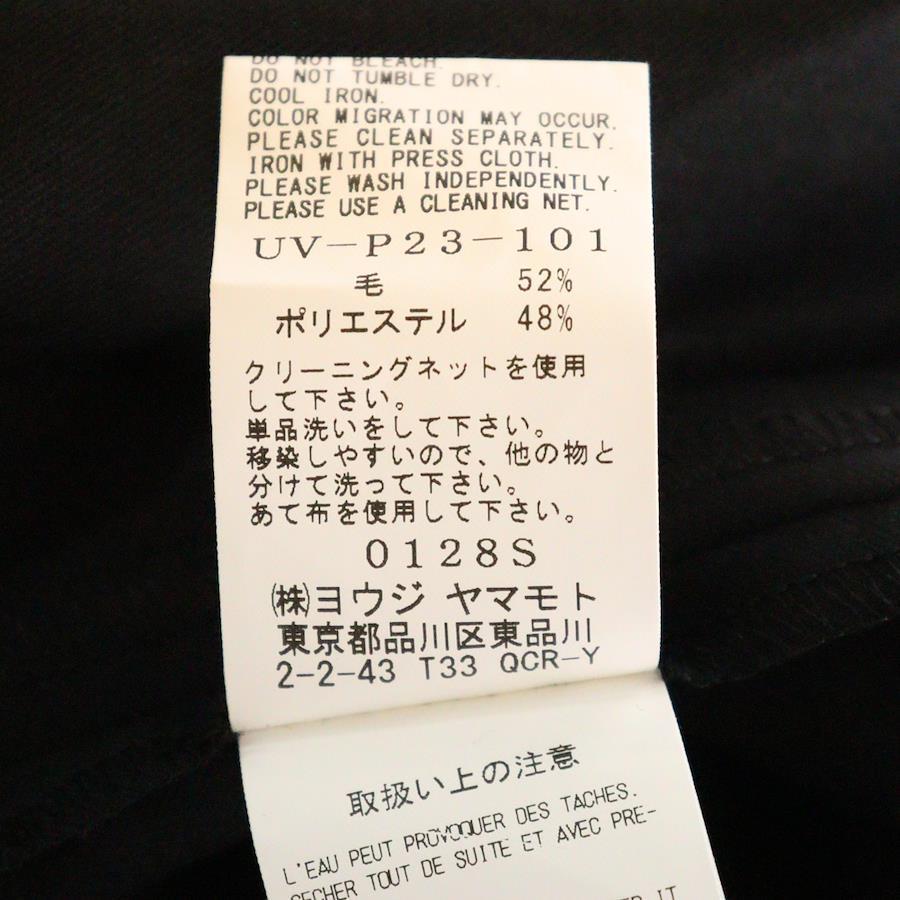 DO NOT BLEACH.
DO NOT TUMBLE DRY.
COOL IRON.
COLOR MIGRATION MAY OCCUR.
PLEASE CLEAN SEPARATELY.
IRON WITH PRESS CLOTH.
PLEASE WASH INDEPENDENTLY.
PLEASE USE A CLEANING NET.
UV-P23-101
毛 52%
ポリエステル 48%
クリーニングネットを使用
して下さい。
単品洗いをして下さい。
移染しやすいので、他の物と
分けて洗って下さい。
あて布を使用して下さい。
0128S
㈱ヨウジ ヤマモト
東京都品川区東品川
2-2-43 T33 QCR-Y
取扱い上の注意
L'EAU PEUT PROVOQUER DES TACHES.
SECHER TOUT DE SUITE ET AVEC PRE-
IT